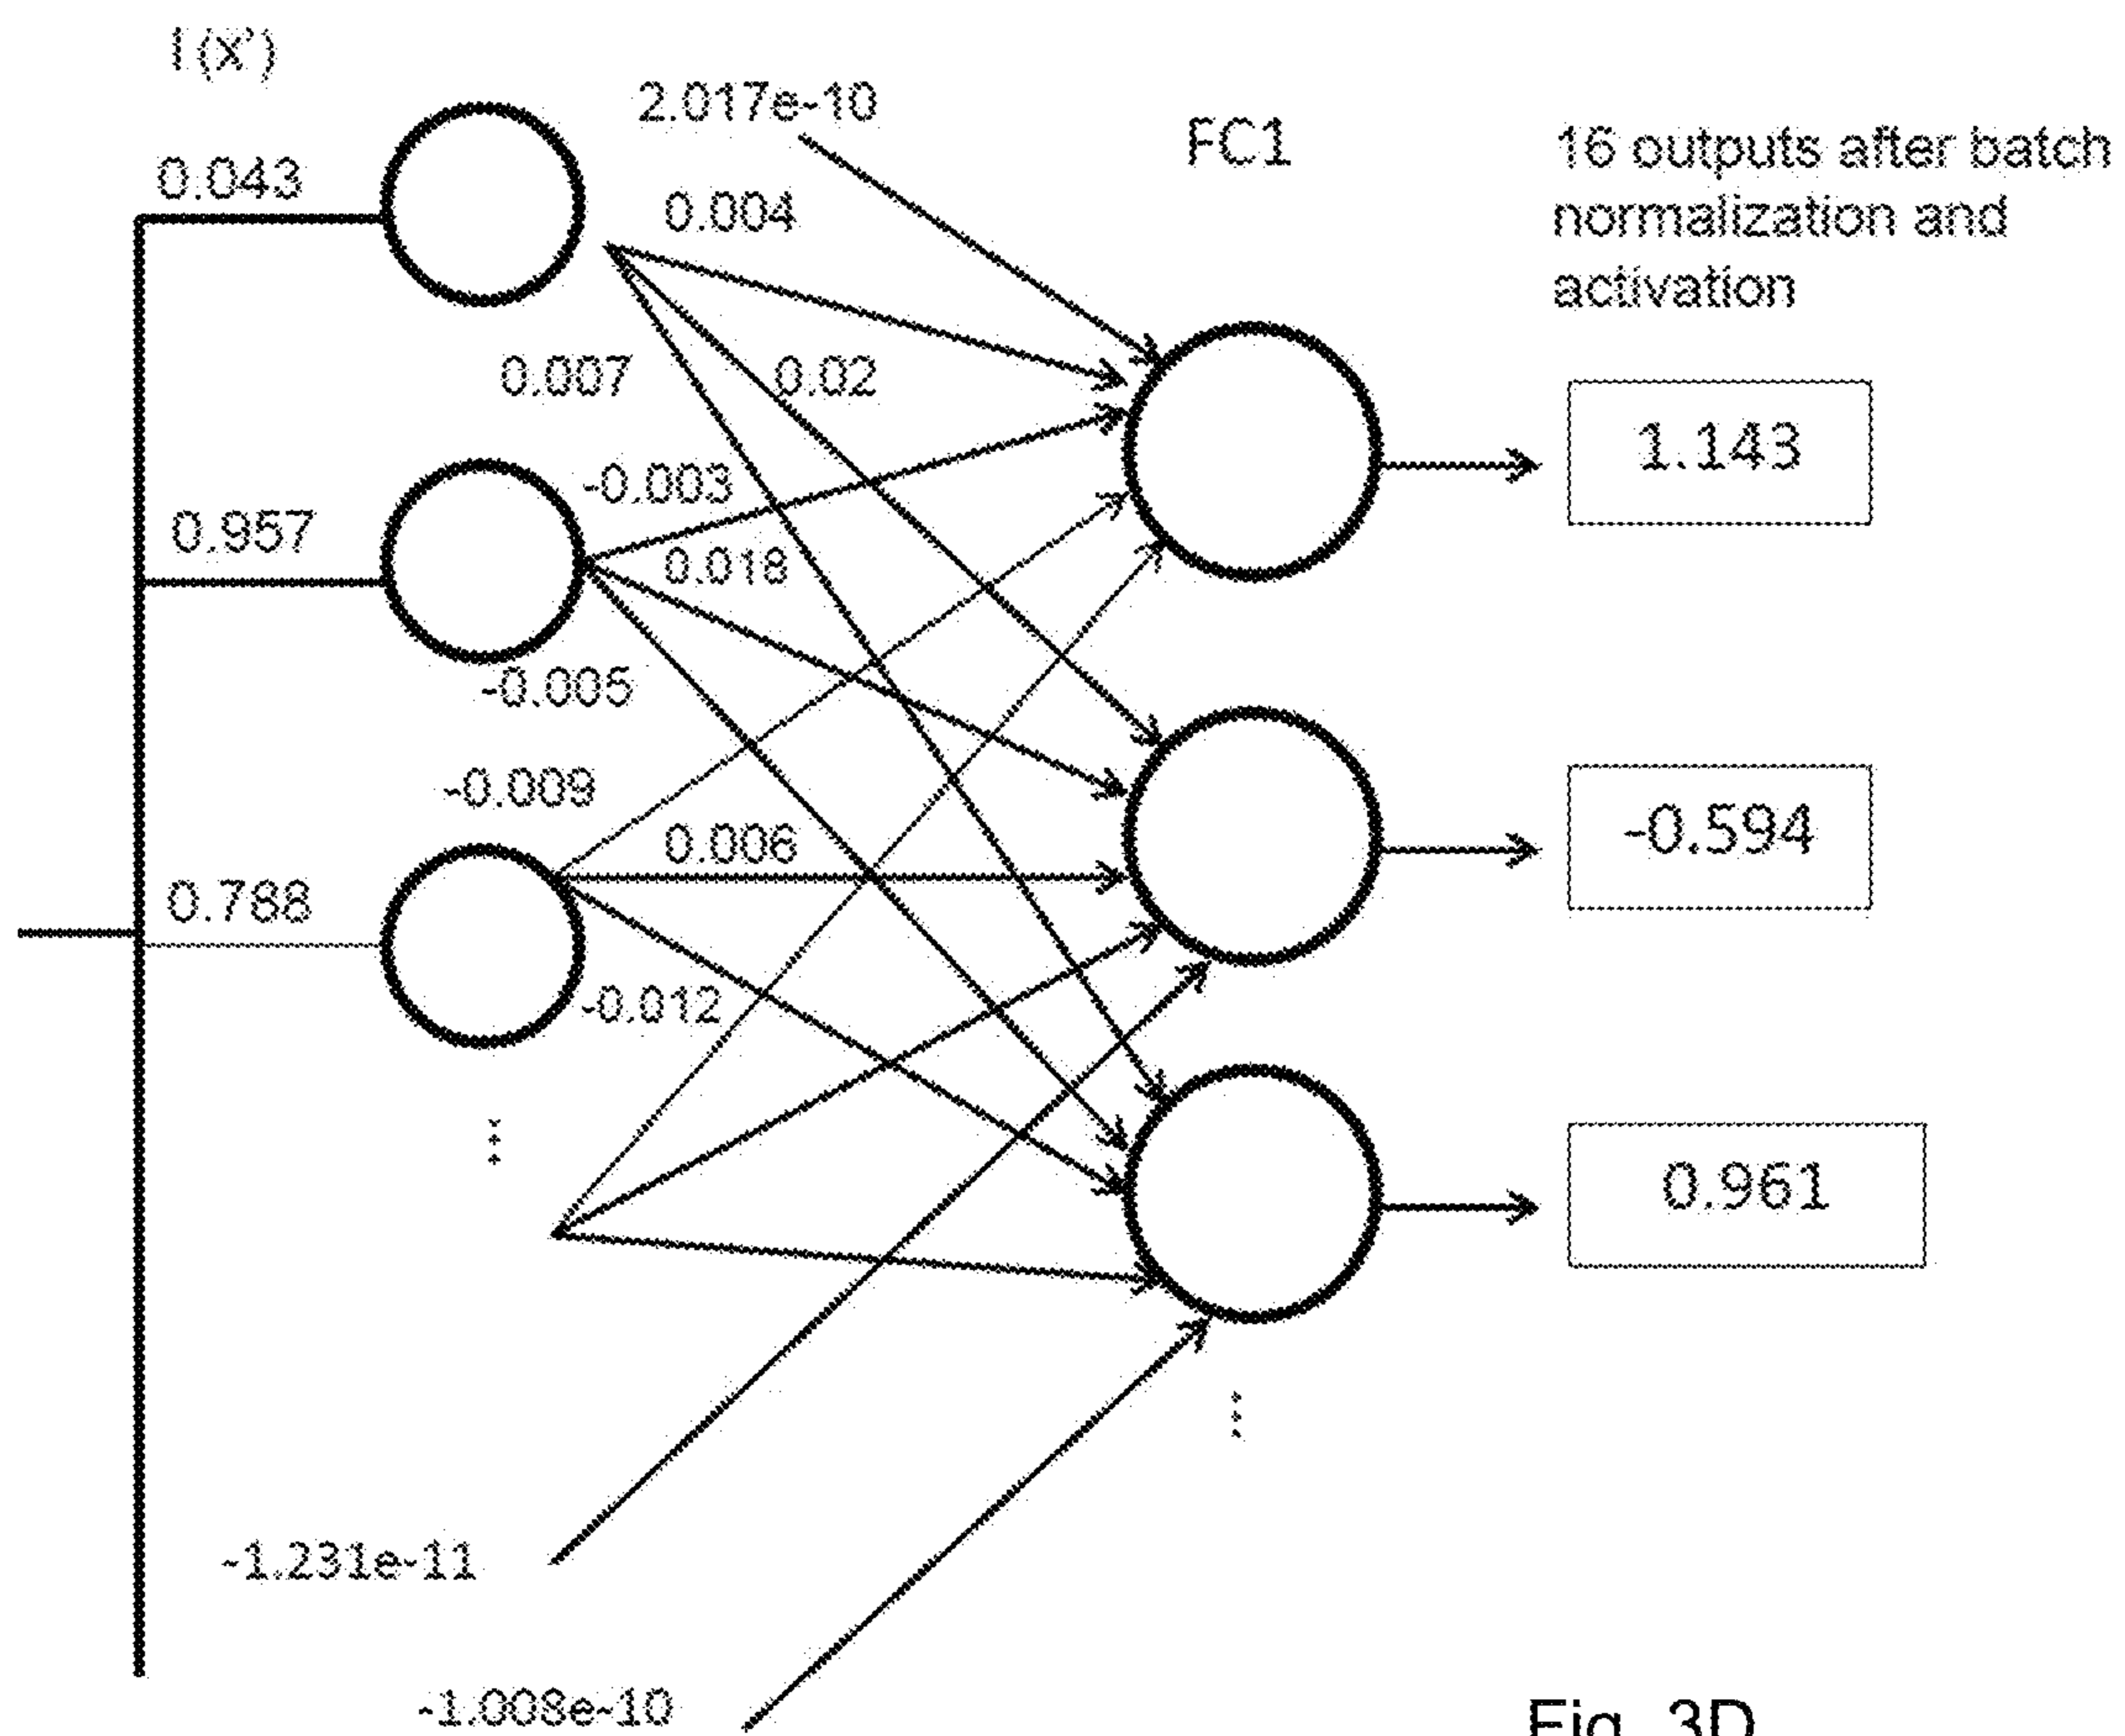 I (x')
2.017e-10
FC1
16 outputs after batch
normalization and
activation
0.043
0.004
0.007
0.02
1.143
-0.003
0.957
0.018
-0.005
-0.009
0.006
-0.594
0.788
-0.012
0.961
-1.231e-11
-1.008e-10
Fig. 3D